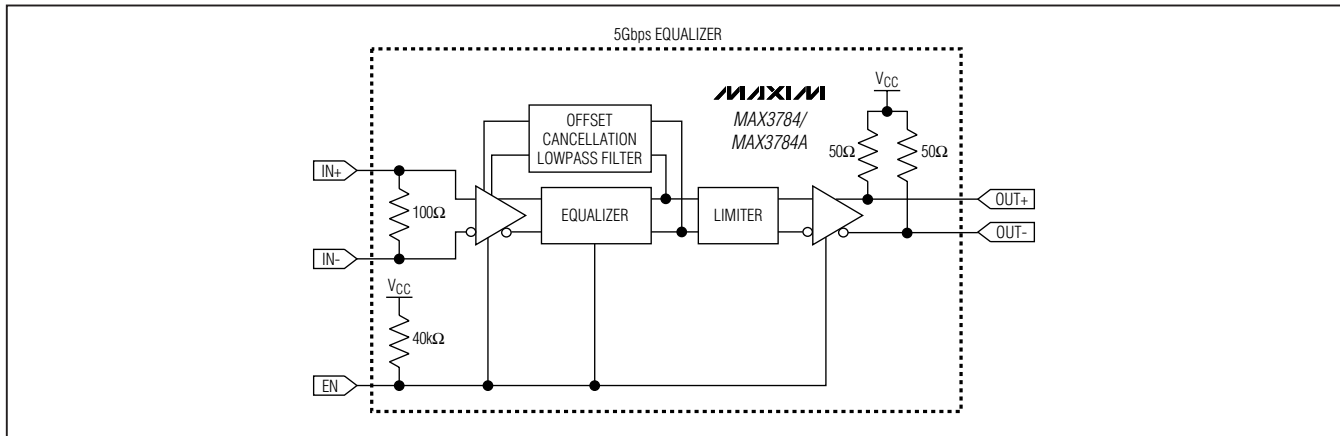 5Gbps EQUALIZER
VCC
MAXIM
MAX3784/
MAX3784A
OFFSET
CANCELLATION
LOWPASS FILTER
50Ω
50Ω
IN+
100Ω
EQUALIZER
LIMITER
OUT+
OUT-
IN-
VCC
40kΩ
EN